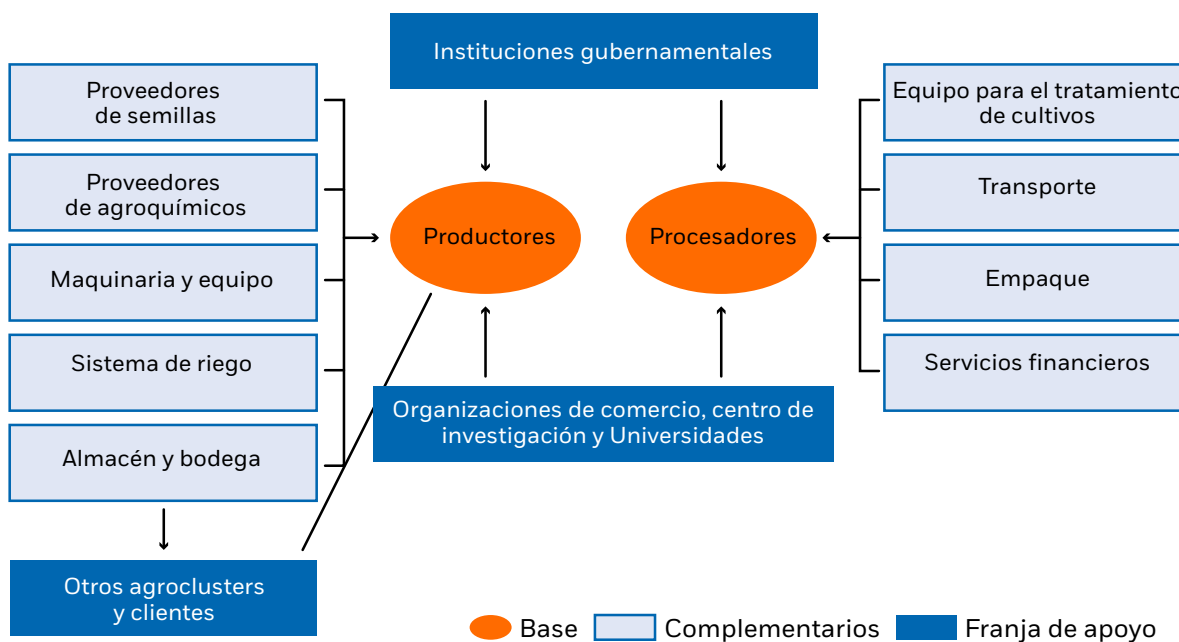 Instituciones gubernamentales
Proveedores
de semillas
Equipo para el tratamiento
de cultivos
Proveedores
de agroquímicos
Transporte
Productores
Procesadores
Maquinaria y equipo
Empaque
Sistema de riego
Servicios financieros
Organizaciones de comercio, centro de
investigación y Universidades
Almacén y bodega
Otros agroclusters
y clientes
Base
Complementarios
Franja de apoyo